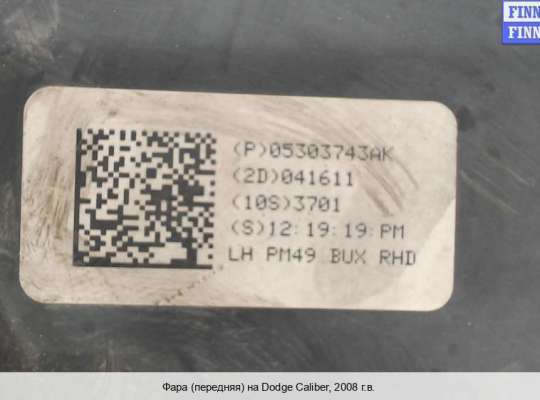 FINN
FINN
(P)05303743AK
(2D)041611
(10S)3701
(S)12:19:19:PM
LH PM49 BUX RHD
Фара (передняя) на Dodge Caliber, 2008 г.в.